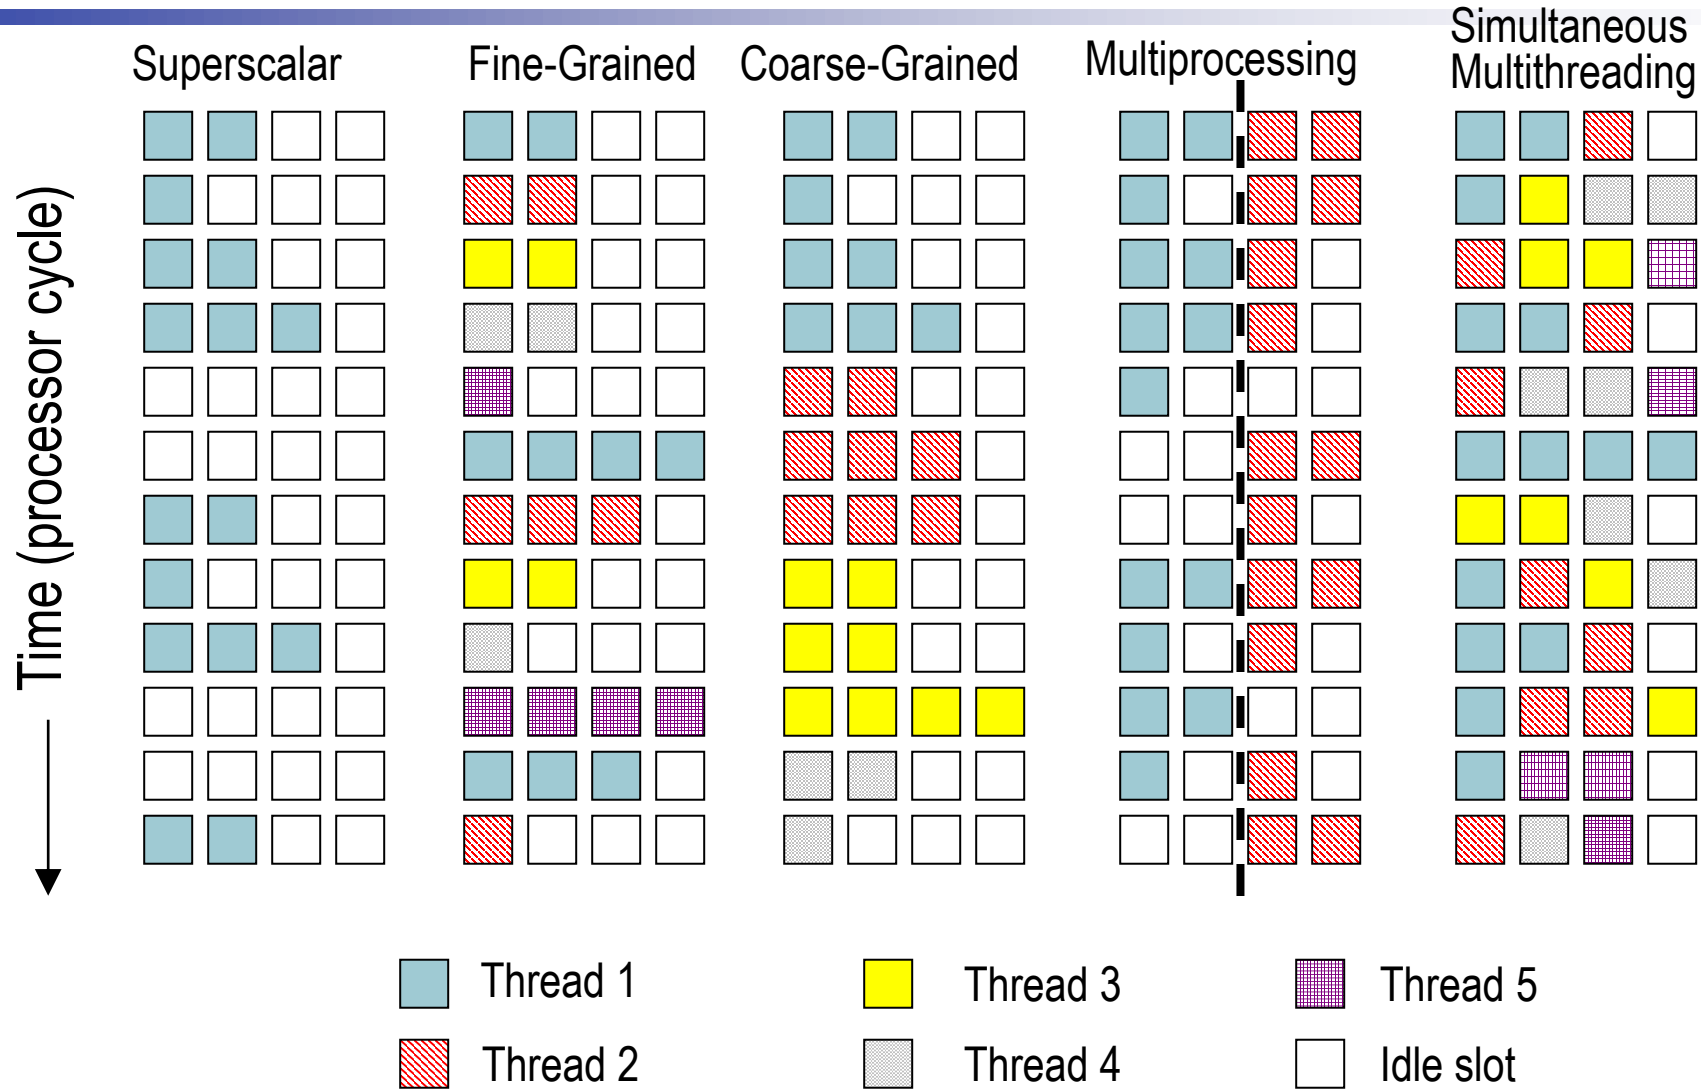 Superscalar
Fine-Grained
Coarse-Grained
Multiprocessing
Simultaneous
Multithreading
Time (processor cycle)
Thread 1
Thread 3
Thread 5
Thread 2
Thread 4
Idle slot